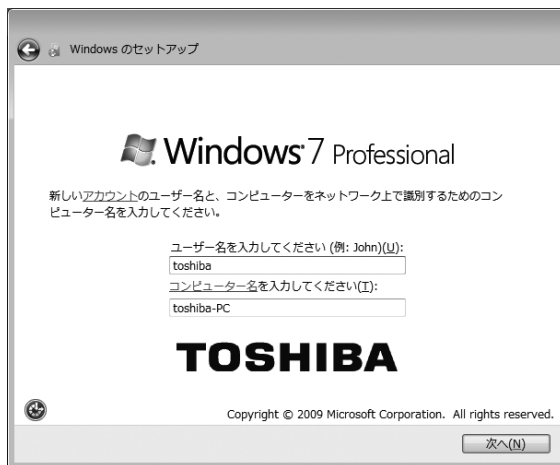 Windows のセットアップ
Windows 7 Professional
新しいアカウントのユーザー名と、コンピューターをネットワーク上で識別するためのコン
ピューター名を入力してください。
ユーザー名を入力してください (例: John)(U):
toshiba
コンピューター名を入力してください(T):
toshiba-PC
TOSHIBA
Copyright © 2009 Microsoft Corporation. All rights reserved.
次へ(N)